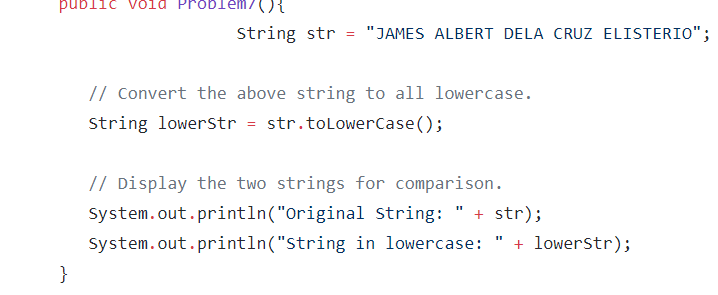 public void Problem7(){
String str = "JAMES ALBERT DELA CRUZ ELISTERIO";
// Convert the above string to all lowercase.
String lowerStr = str.toLowerCase();
// Display the two strings for comparison.
System.out.println("Original String: " + str);
System.out.println("String in lowercase: " + lowerStr);
}